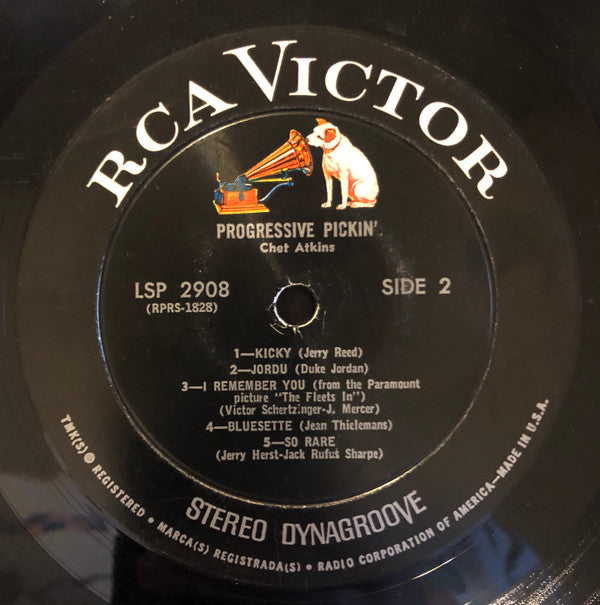 RCA VICTOR
PROGRESSIVE PICKIN'
Chet Atkins
LSP 2908
(RPRS-1828)
SIDE 2
1—KICKY (Jerry Reed)
2—JORDU (Duke Jordan)
3—I REMEMBER YOU (from the Paramount
picture "The Fleets In")
(Victor Schertzinger-J. Mercer)
4—BLUESETTE (Jean Thielemans)
5—SO RARE
(Jerry Herst-Jack Rufus Sharpe)
STEREO DYNAGROOVE
TMK(S) ® REGISTERED • MARCA(S) REGISTRADA(S) • RADIO CORPORATION OF AMERICA—MADE IN U.S.A.